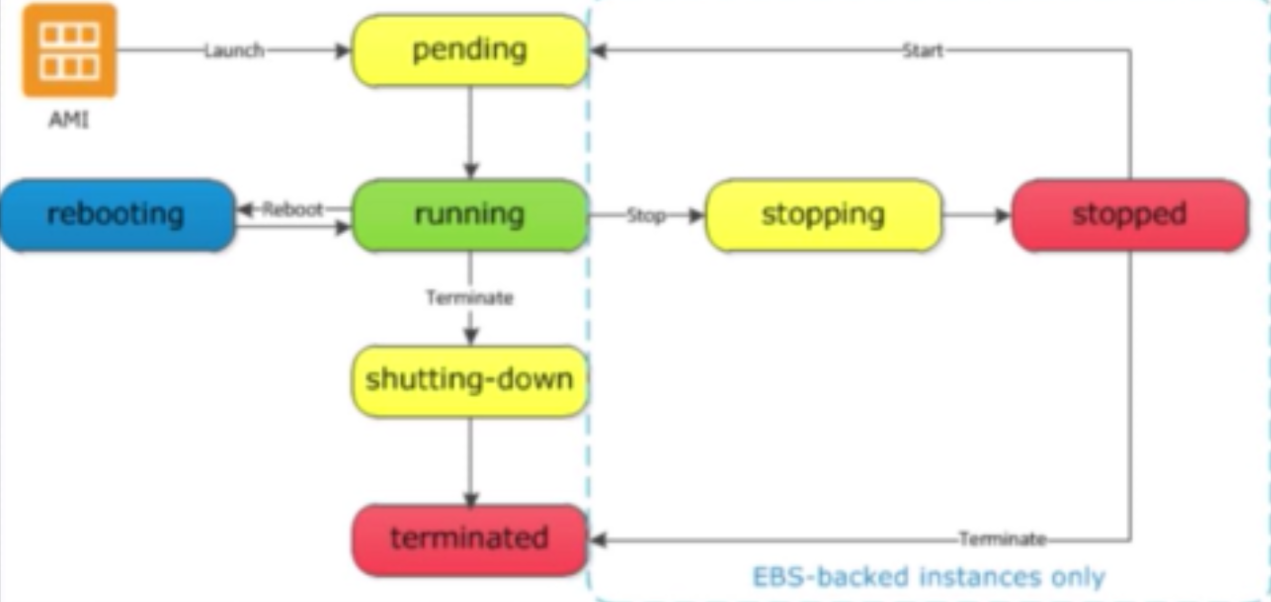 Launch
pending
Start
AMI
rebooting
Reboot
running
Stop
stopping
stopped
Terminate
shutting-down
terminated
Terminate
EBS-backed instances only